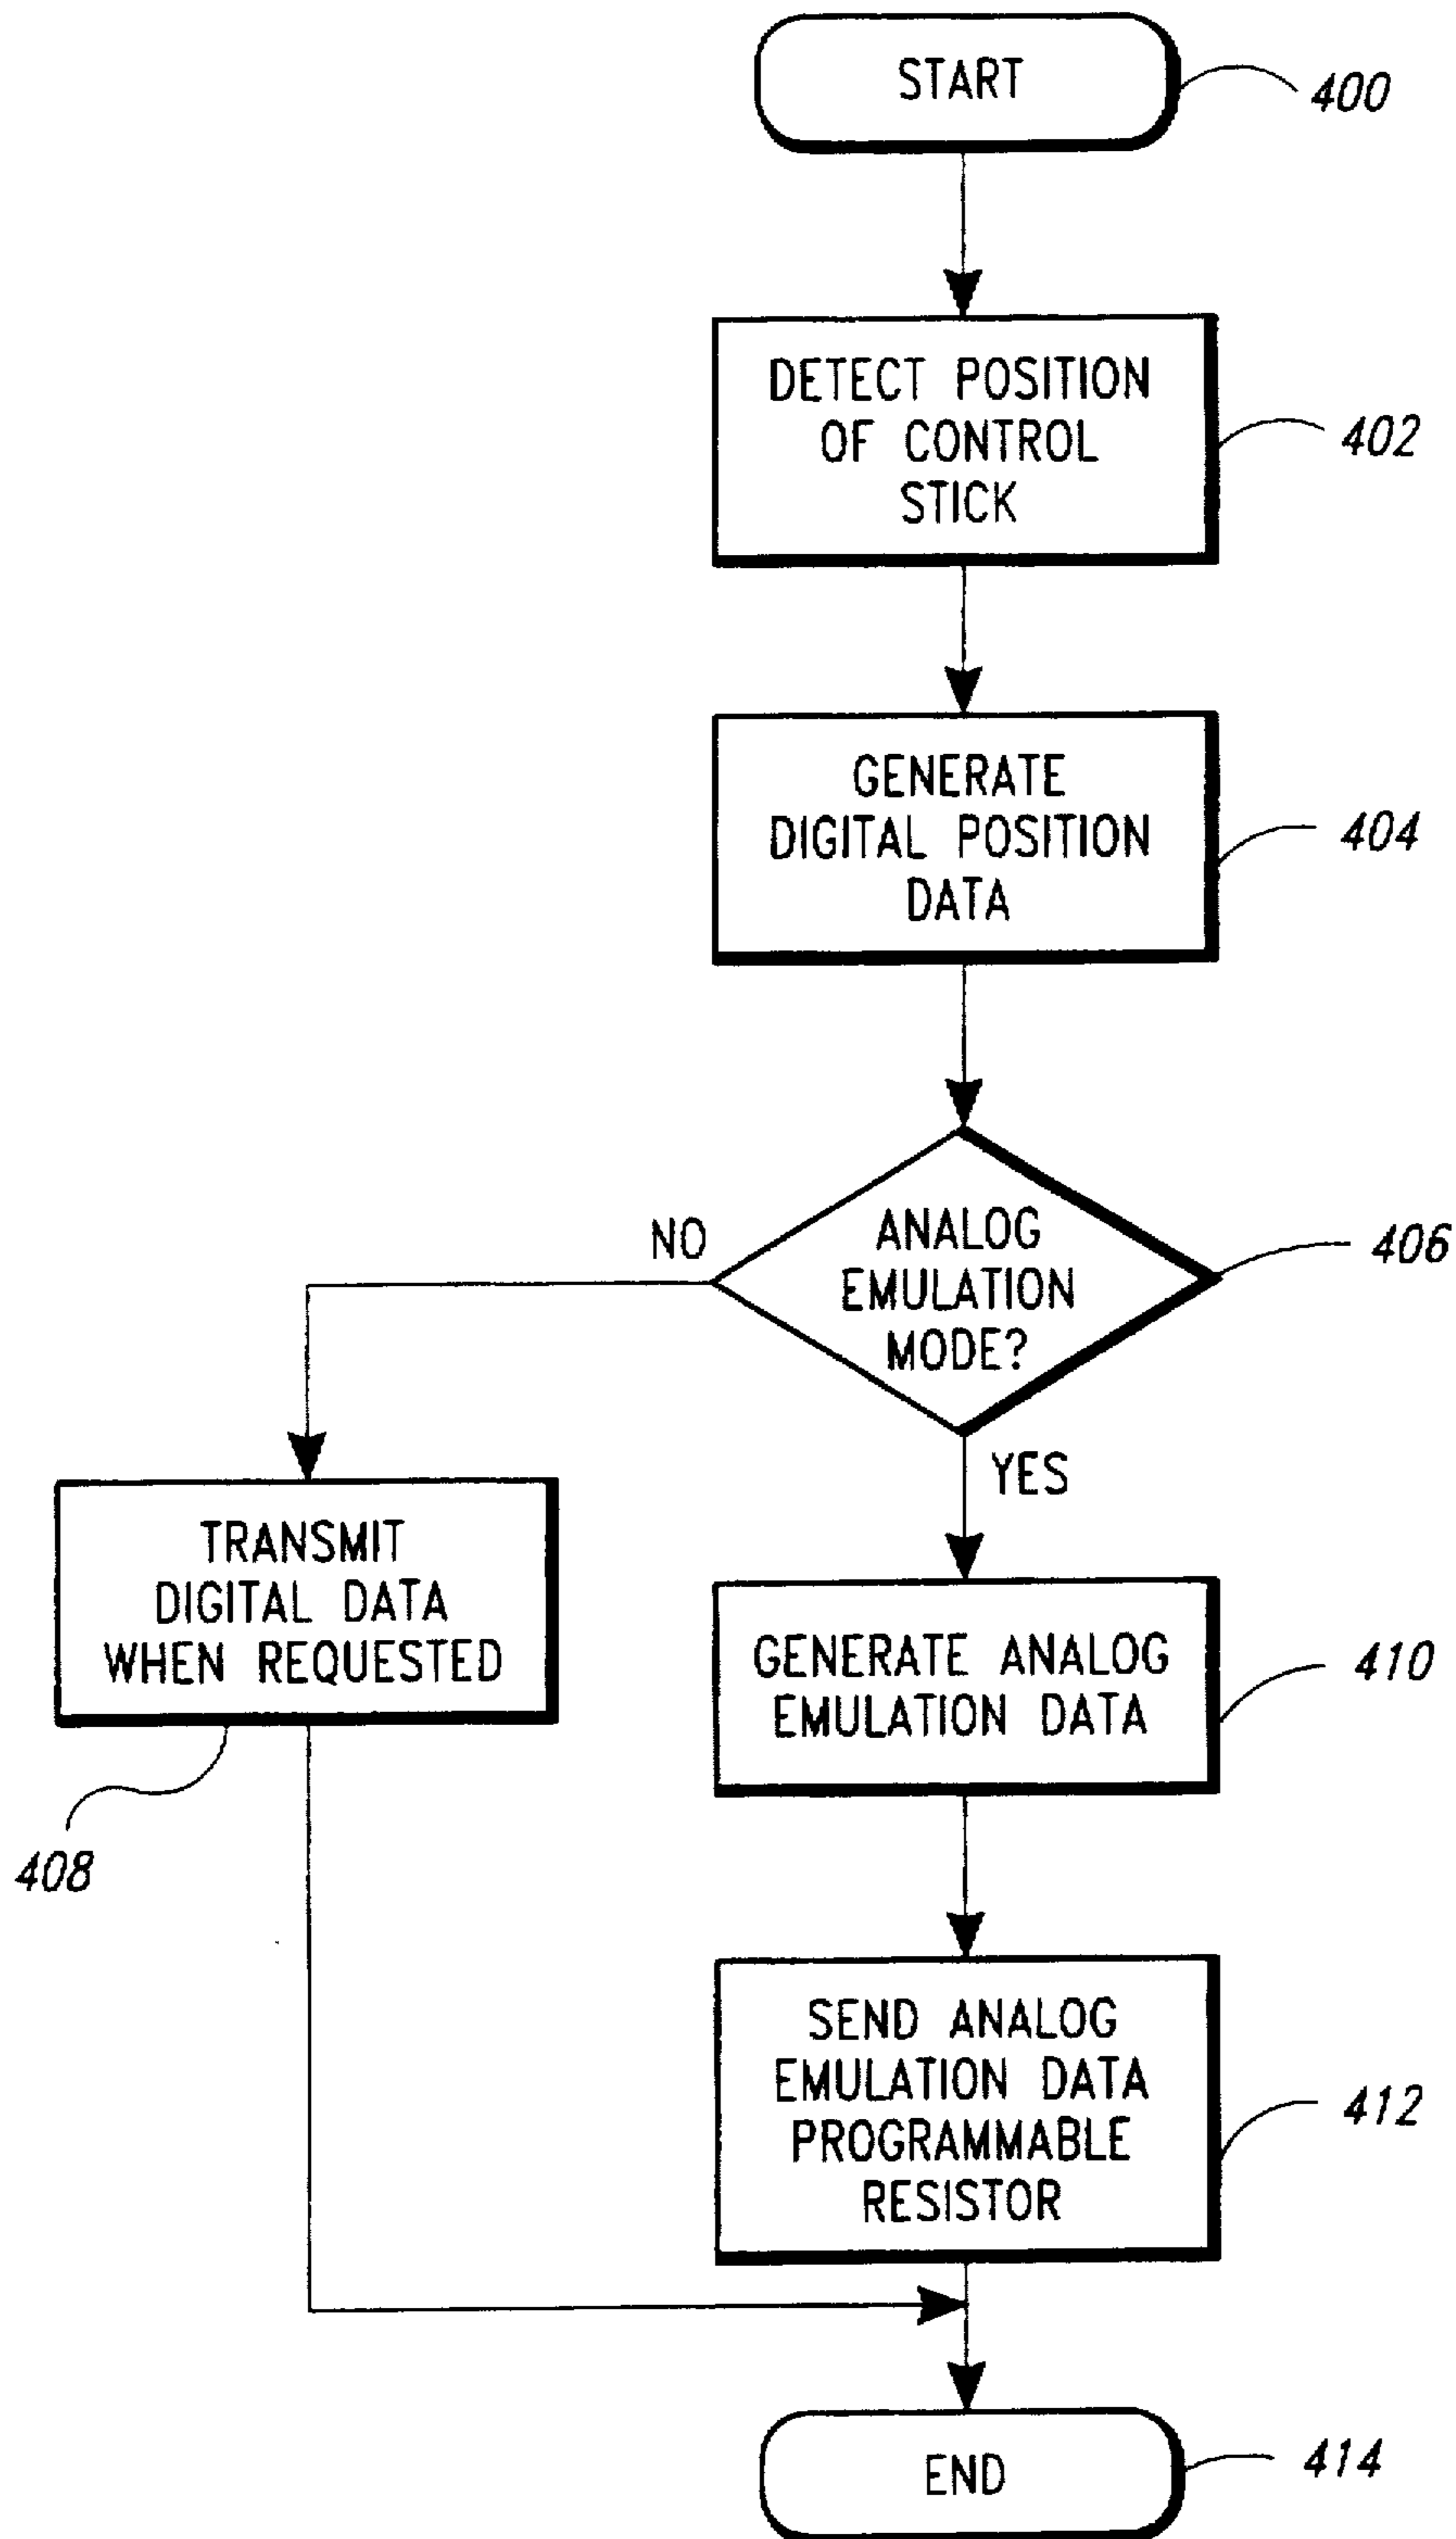 START
400
DETECT POSITION
OF CONTROL
STICK
402
GENERATE
DIGITAL POSITION
DATA
404
ANALOG
EMULATION
MODE?
406
NO
YES
TRANSMIT
DIGITAL DATA
WHEN REQUESTED
408
GENERATE ANALOG
EMULATION DATA
410
SEND ANALOG
EMULATION DATA
PROGRAMMABLE
RESISTOR
412
END
414